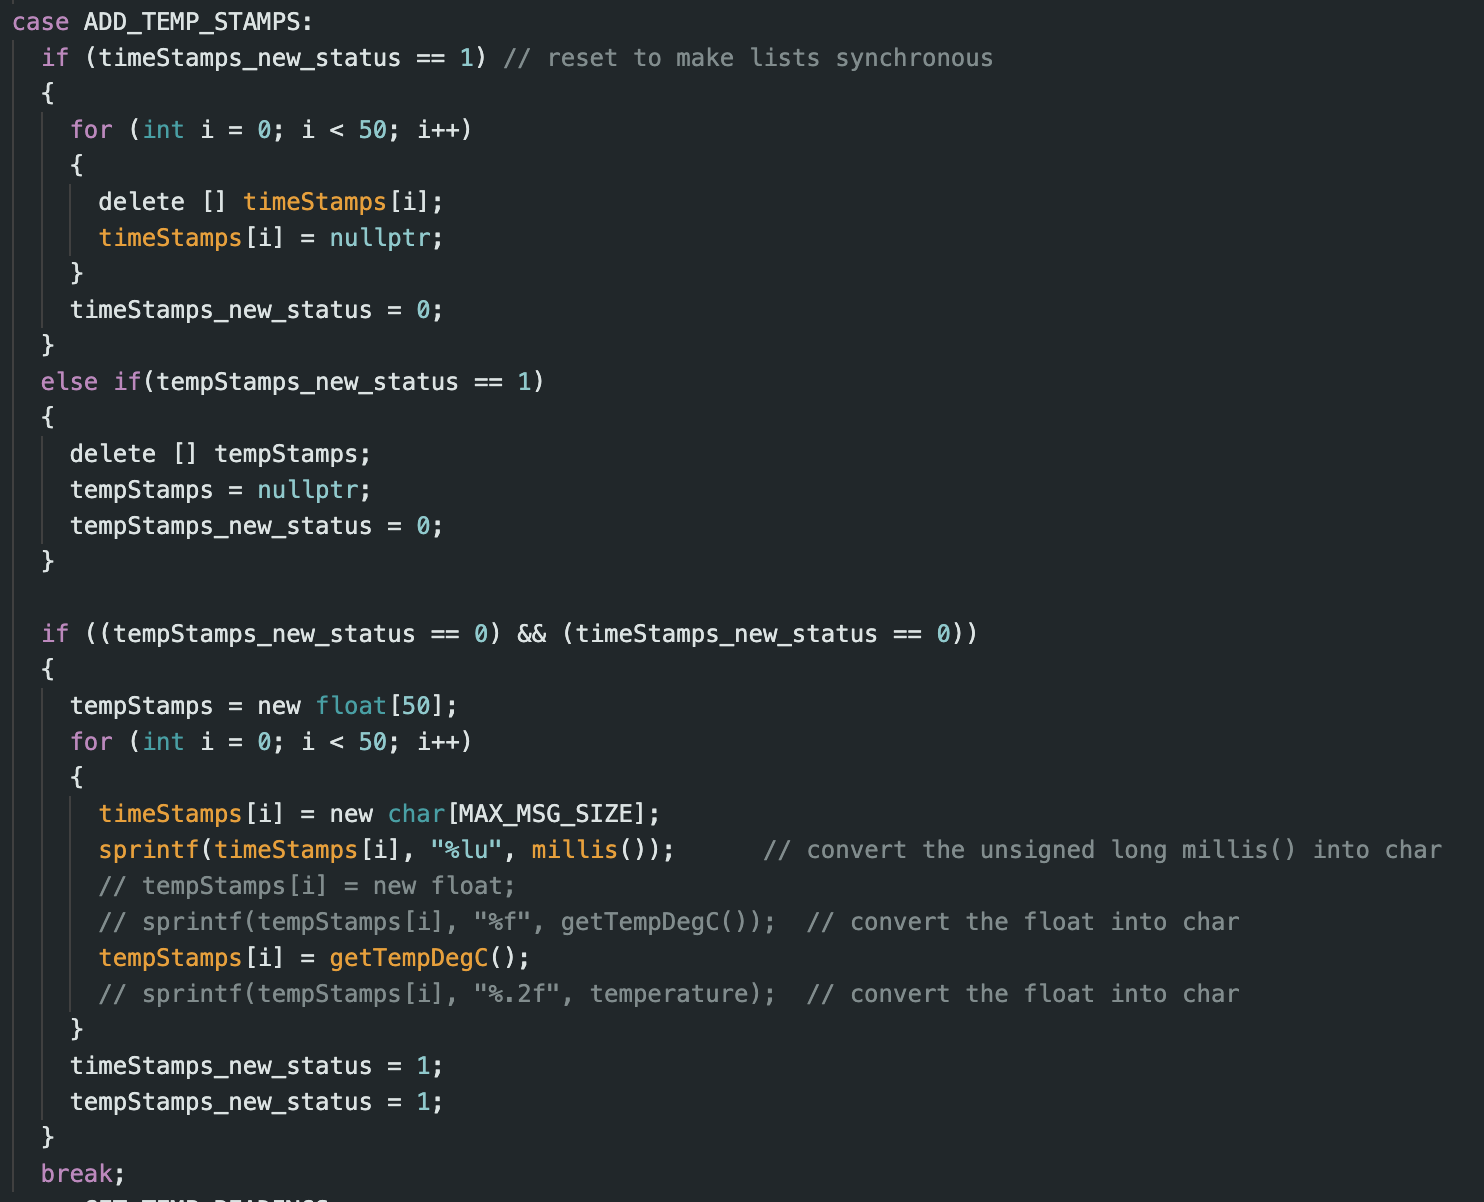 case ADD_TEMP_STAMPS:
  if (timeStamps_new_status == 1) // reset to make lists synchronous
  {
    for (int i = 0; i < 50; i++)
    {
      delete [] timeStamps[i];
      timeStamps[i] = nullptr;
    }
    timeStamps_new_status = 0;
  }
  else if(tempStamps_new_status == 1)
  {
    delete [] tempStamps;
    tempStamps = nullptr;
    tempStamps_new_status = 0;
  }

  if ((tempStamps_new_status == 0) && (timeStamps_new_status == 0))
  {
    tempStamps = new float[50];
    for (int i = 0; i < 50; i++)
    {
      timeStamps[i] = new char[MAX_MSG_SIZE];
      sprintf(timeStamps[i], "%lu", millis());      // convert the unsigned long millis() into char
      // tempStamps[i] = new float;
      // sprintf(tempStamps[i], "%f", getTempDegC());  // convert the float into char
      tempStamps[i] = getTempDegC();
      // sprintf(tempStamps[i], "%.2f", temperature);  // convert the float into char
    }
    timeStamps_new_status = 1;
    tempStamps_new_status = 1;
  }
  break;